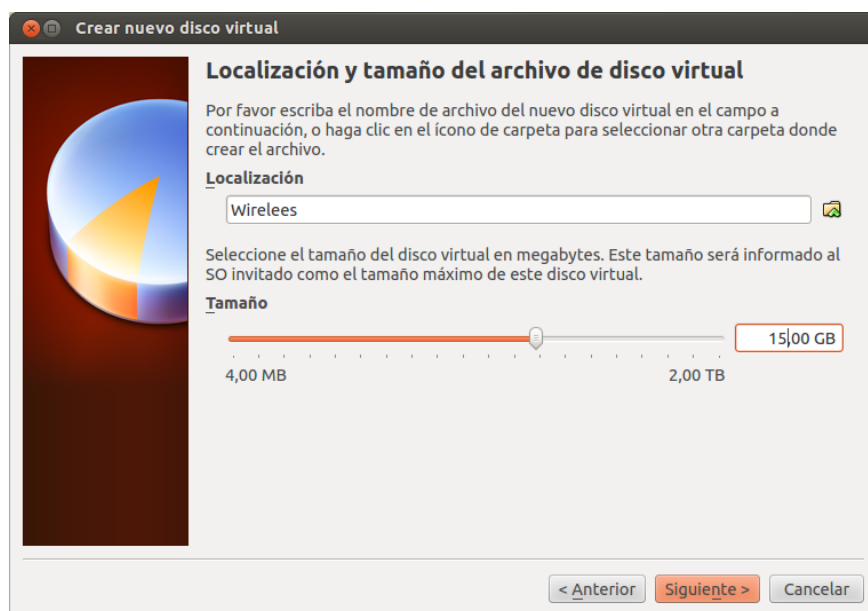 Crear nuevo disco virtual
Localización y tamaño del archivo de disco virtual
Por favor escriba el nombre de archivo del nuevo disco virtual en el campo a
continuación, o haga clic en el ícono de carpeta para seleccionar otra carpeta donde
crear el archivo.
Localización
Wirelees
Seleccione el tamaño del disco virtual en megabytes. Este tamaño será informado al
SO invitado como el tamaño máximo de este disco virtual.
Tamaño
15,00 GB
4,00 MB 2,00 TB
< Anterior Siguiente > Cancelar